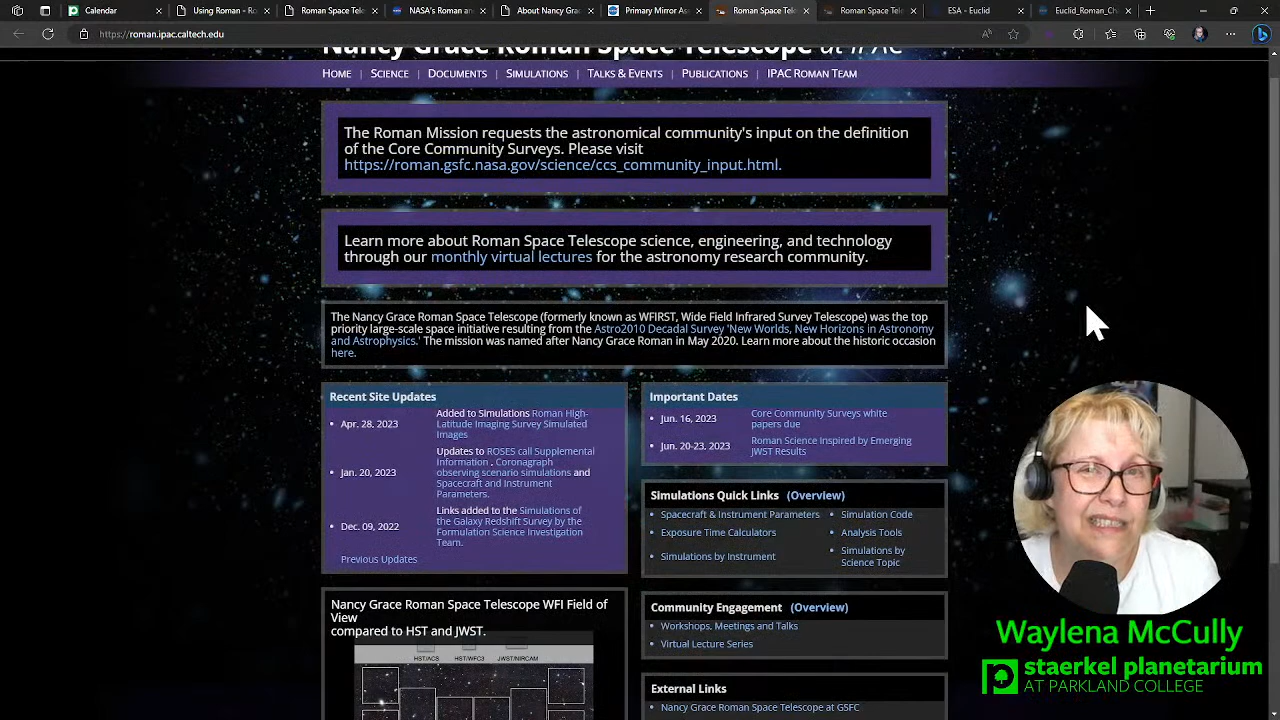 Calendar
Using Roman - Ro
Roman Space Tele
NASA's Roman and
About Nancy Grac
Primary Mirror Ass
Roman Space Tele
Roman Space Tele
ESA - Euclid
Euclid_Roman_Cha
https://roman.ipac.caltech.edu
Nancy Grace Roman Space Telescope at IPAC
HOME | SCIENCE | DOCUMENTS | SIMULATIONS | TALKS & EVENTS | PUBLICATIONS | IPAC ROMAN TEAM
The Roman Mission requests the astronomical community's input on the definition
of the Core Community Surveys. Please visit
https://roman.gsfc.nasa.gov/science/ccs_community_input.html.
Learn more about Roman Space Telescope science, engineering, and technology
through our monthly virtual lectures for the astronomy research community.
The Nancy Grace Roman Space Telescope (formerly known as WFIRST, Wide Field Infrared Survey Telescope) was the top
priority large-scale space initiative resulting from the Astro2010 Decadal Survey 'New Worlds, New Horizons in Astronomy
and Astrophysics.' The mission was named after Nancy Grace Roman in May 2020. Learn more about the historic occasion
here.
Recent Site Updates
• Apr. 28. 2023
Added to Simulations Roman High-
Latitude Imaging Survey Simulated
Images
• Jan. 20, 2023
Updates to ROSES call Supplemental
Information . Coronagraph
observing scenario simulations and
Spacecraft and Instrument
Parameters.
• Dec. 09, 2022
Links added to the Simulations of
the Galaxy Redshift Survey by the
Formulation Science Investigation
Team.
Previous Updates
Important Dates
• Jun. 16, 2023
Core Community Surveys white
papers due
• Jun. 20-23. 2023
Roman Science Inspired by Emerging
JWST Results
Simulations Quick Links (Overview)
• Spacecraft & Instrument Parameters
• Simulation Code
• Exposure Time Calculators
• Analysis Tools
• Simulations by Instrument
• Simulations by
Science Topic
Nancy Grace Roman Space Telescope WFI Field of
View
compared to HST and JWST.
HST/ACS HST/WFC3 JWST/NIRCAM
Community Engagement (Overview)
• Workshops, Meetings and Talks
• Virtual Lecture Series
External Links
• Nancy Grace Roman Space Telescope at GSFC
Waylena McCully
staerkel planetarium
AT PARKLAND COLLEGE